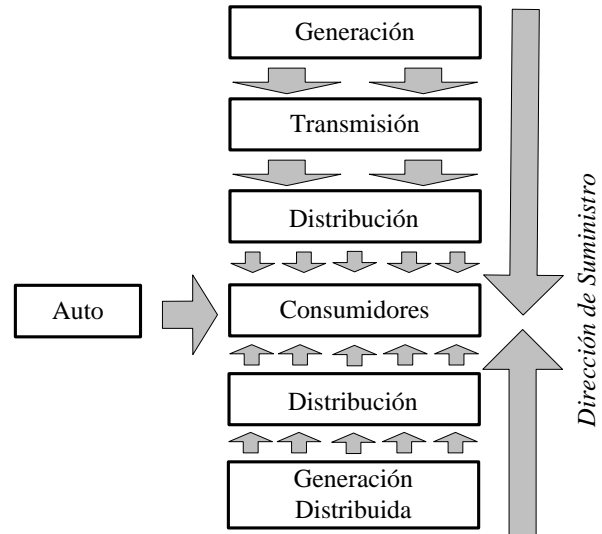 Generación
Transmisión
Distribución
Auto
Consumidores
Distribución
Generación
Distribuida
Dirección de Suministro